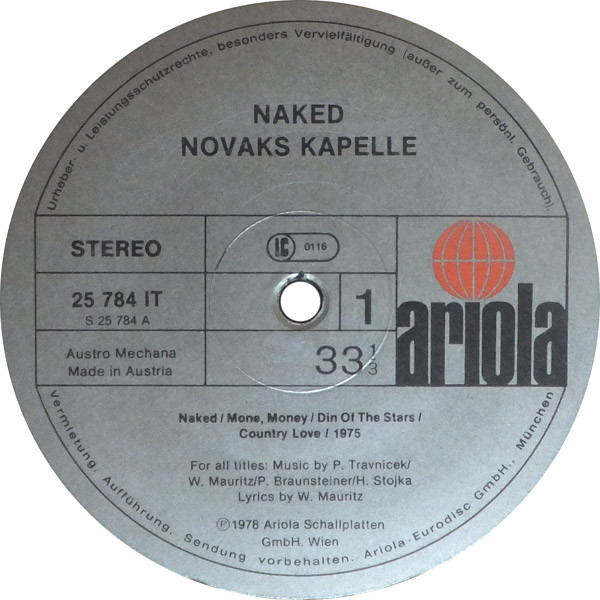 Urheber- u. Leistungsschutzrechte, besonders Vervielfältigung (außer zum persönl. Gebrauch),
NAKED
NOVAKS KAPELLE
STEREO
LC 0116
25 784 IT
S 25 784 A
1
ariola
Austro Mechana
Made in Austria
33 1/3
Naked / Mone, Money / Din Of The Stars /
Country Love / 1975
For all titles: Music by P. Travnicek/
W. Mauritz/P. Braunsteiner/H. Stojka
Lyrics by W. Mauritz
Ⓟ 1978 Ariola Schallplatten
GmbH. Wien
Vermietung, Aufführung, Sendung vorbehalten. Ariola-Eurodisc GmbH., München